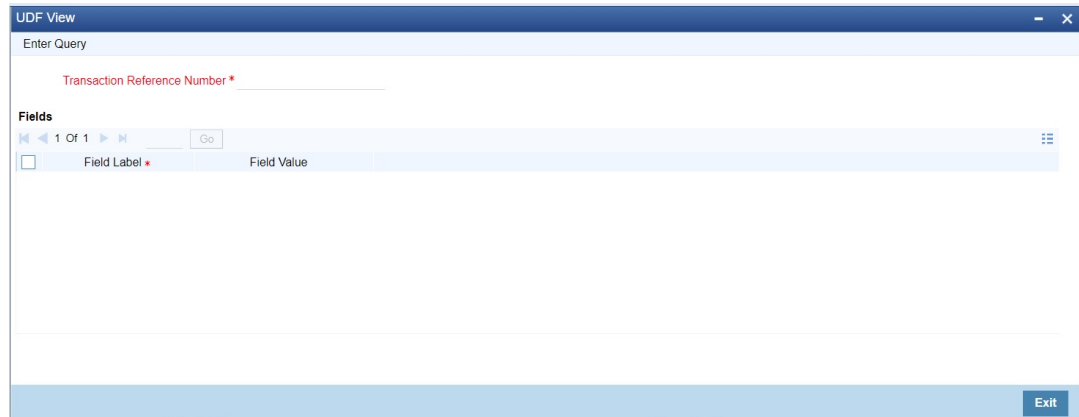 UDF View
Enter Query
Transaction Reference Number *
Fields
1 Of 1 Go
Field Label * Field Value
Exit